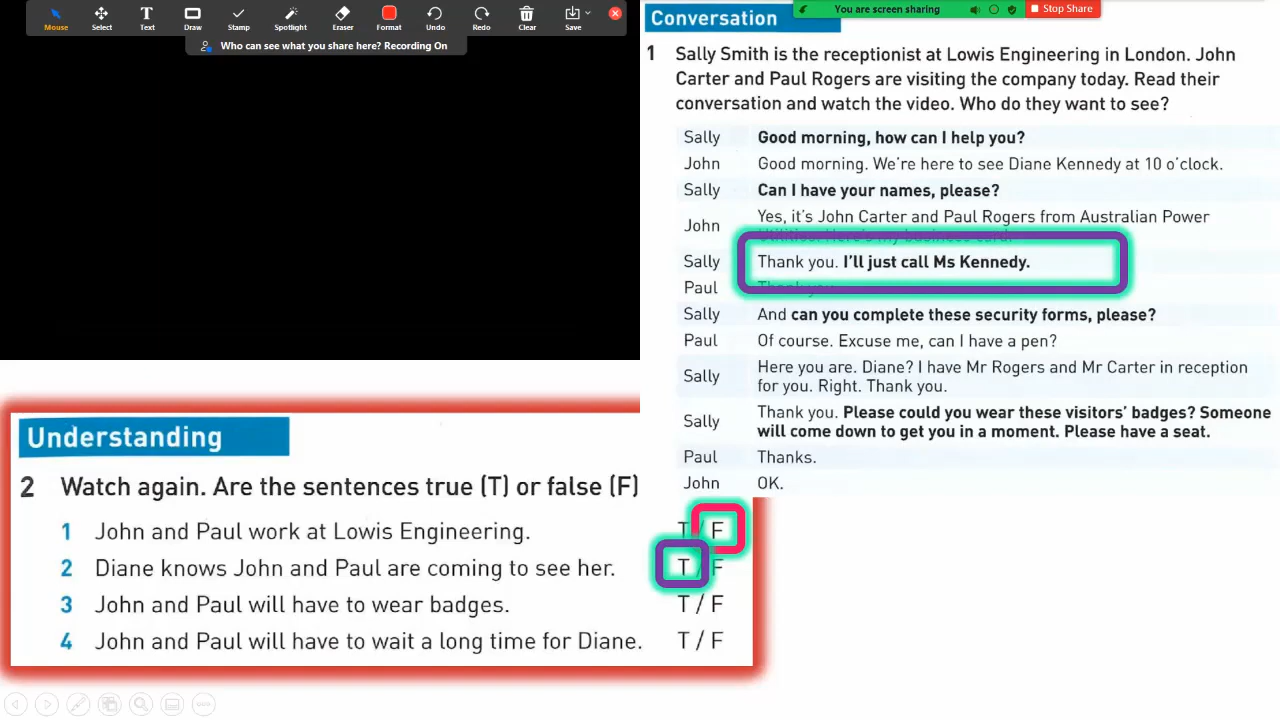 Mouse
Select
Text
Draw
Stamp
Spotlight
Eraser
Format
Undo
Redo
Clear
Save
Who can see what you share here? Recording On
You are screen sharing
Stop Share
Conversation
1 Sally Smith is the receptionist at Lowis Engineering in London. John
Carter and Paul Rogers are visiting the company today. Read their
conversation and watch the video. Who do they want to see?
Sally Good morning, how can I help you?
John Good morning. We're here to see Diane Kennedy at 10 o'clock.
Sally Can I have your names, please?
John Yes, it's John Carter and Paul Rogers from Australian Power
Utilities. Here's my business card.
Sally Thank you. I'll just call Ms Kennedy.
Paul Thank you.
Sally And can you complete these security forms, please?
Paul Of course. Excuse me, can I have a pen?
Sally Here you are. Diane? I have Mr Rogers and Mr Carter in reception
for you. Right. Thank you.
Sally Thank you. Please could you wear these visitors' badges? Someone
will come down to get you in a moment. Please have a seat.
Paul Thanks.
John OK.
Understanding
2 Watch again. Are the sentences true (T) or false (F)
1 John and Paul work at Lowis Engineering. T / F
2 Diane knows John and Paul are coming to see her. T / F
3 John and Paul will have to wear badges. T / F
4 John and Paul will have to wait a long time for Diane. T / F